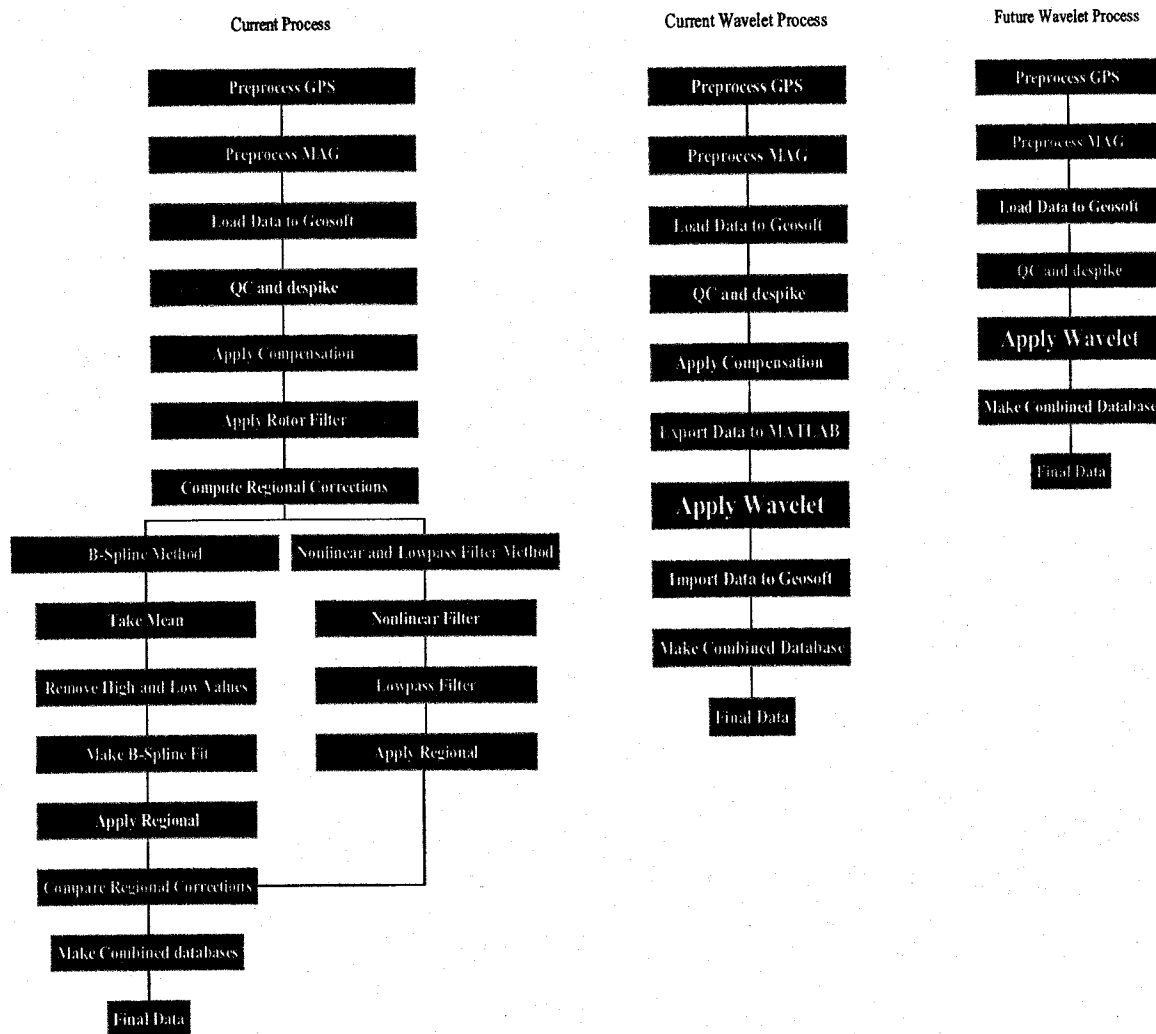 Current Process
Preprocess GPS
Preprocess MAG
Load Data to Geosoft
QC and despike
Apply Compensation
Apply Rotor Filter
Compute Regional Corrections
B-Spline Method
Take Mean
Remove High and Low Values
Make B-Spline Fit
Apply Regional
Nonlinear and Lowpass Filter Method
Nonlinear Filter
Lowpass Filter
Apply Regional
Compare Regional Corrections
Make Combined databases
Final Data
Current Wavelet Process
Preprocess GPS
Preprocess MAG
Load Data to Geosoft
QC and despike
Apply Compensation
Export Data to MATLAB
Apply Wavelet
Import Data to Geosoft
Make Combined Database
Final Data
Future Wavelet Process
Preprocess GPS
Preprocess MAG
Load Data to Geosoft
QC and despike
Apply Wavelet
Make Combined Database
Final Data